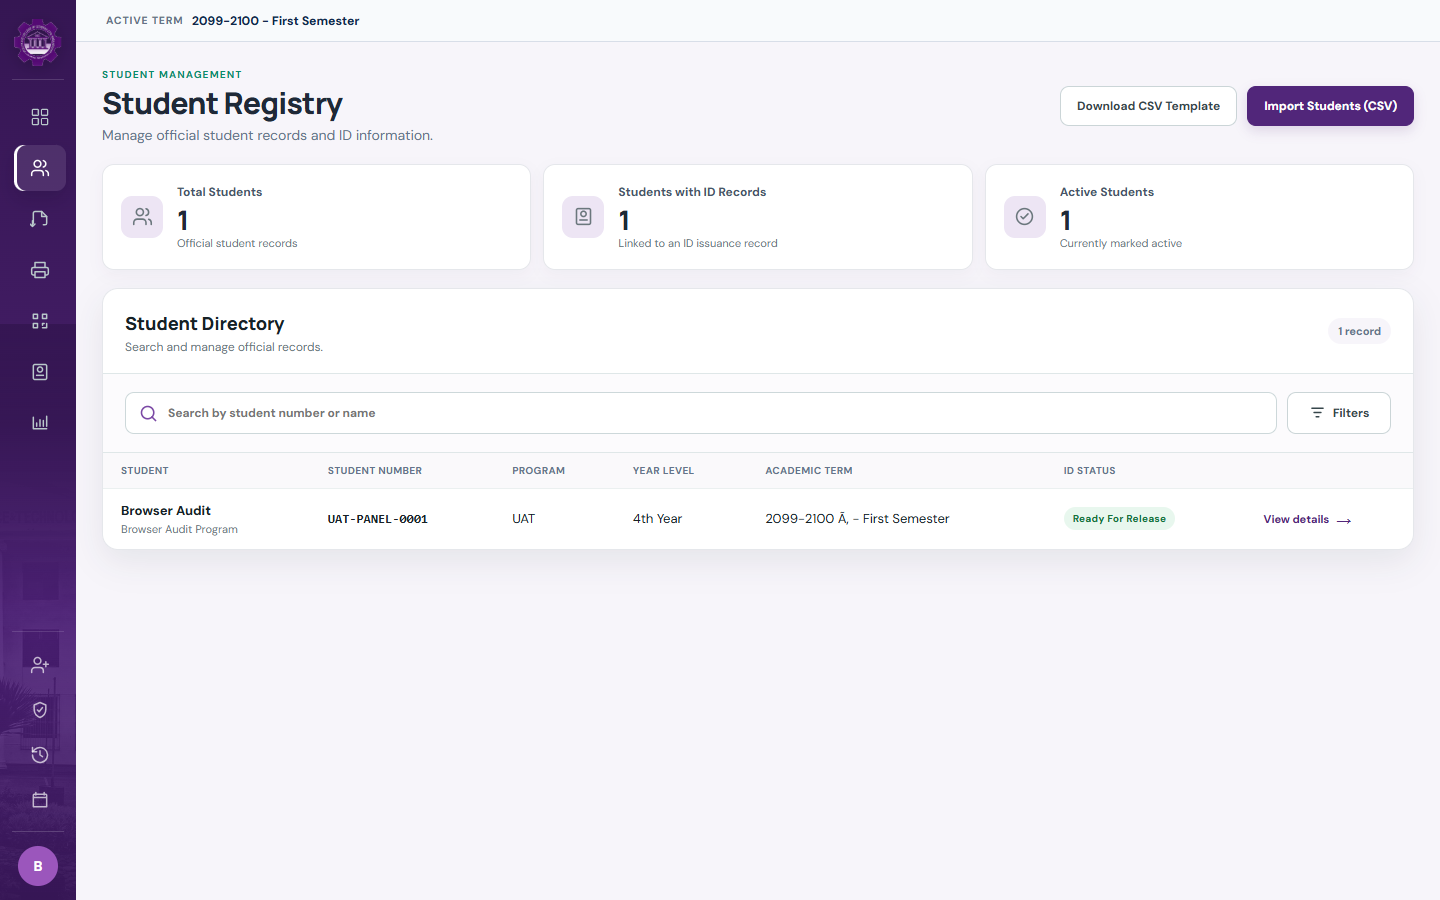 ACTIVE TERM 2099-2100 - First Semester
STUDENT MANAGEMENT
Student Registry
Manage official student records and ID information.
Download CSV Template
Import Students (CSV)
Total Students
1
Official student records
Students with ID Records
1
Linked to an ID issuance record
Active Students
1
Currently marked active
Student Directory
Search and manage official records.
1 record
Search by student number or name
Filters
STUDENT STUDENT NUMBER PROGRAM YEAR LEVEL ACADEMIC TERM ID STATUS
Browser Audit
Browser Audit Program
UAT-PANEL-0001 UAT 4th Year 2099-2100 Ã‚ - First Semester Ready For Release View details →
B